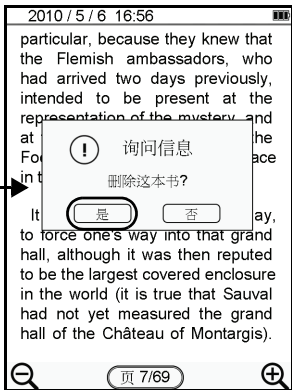 2010 / 5 / 6 16:56
particular, because they knew that
the Flemish ambassadors, who
had arrived two days previously,
intended to be present at the
representation of the mystery, and
at the
询问信息
ace
in t
删除这本书?
是 否
It ay,
to force one's way into that grand
hall, although it was then reputed
to be the largest covered enclosure
in the world (it is true that Sauval
had not yet measured the grand
hall of the Château of Montargis).
页 7/69